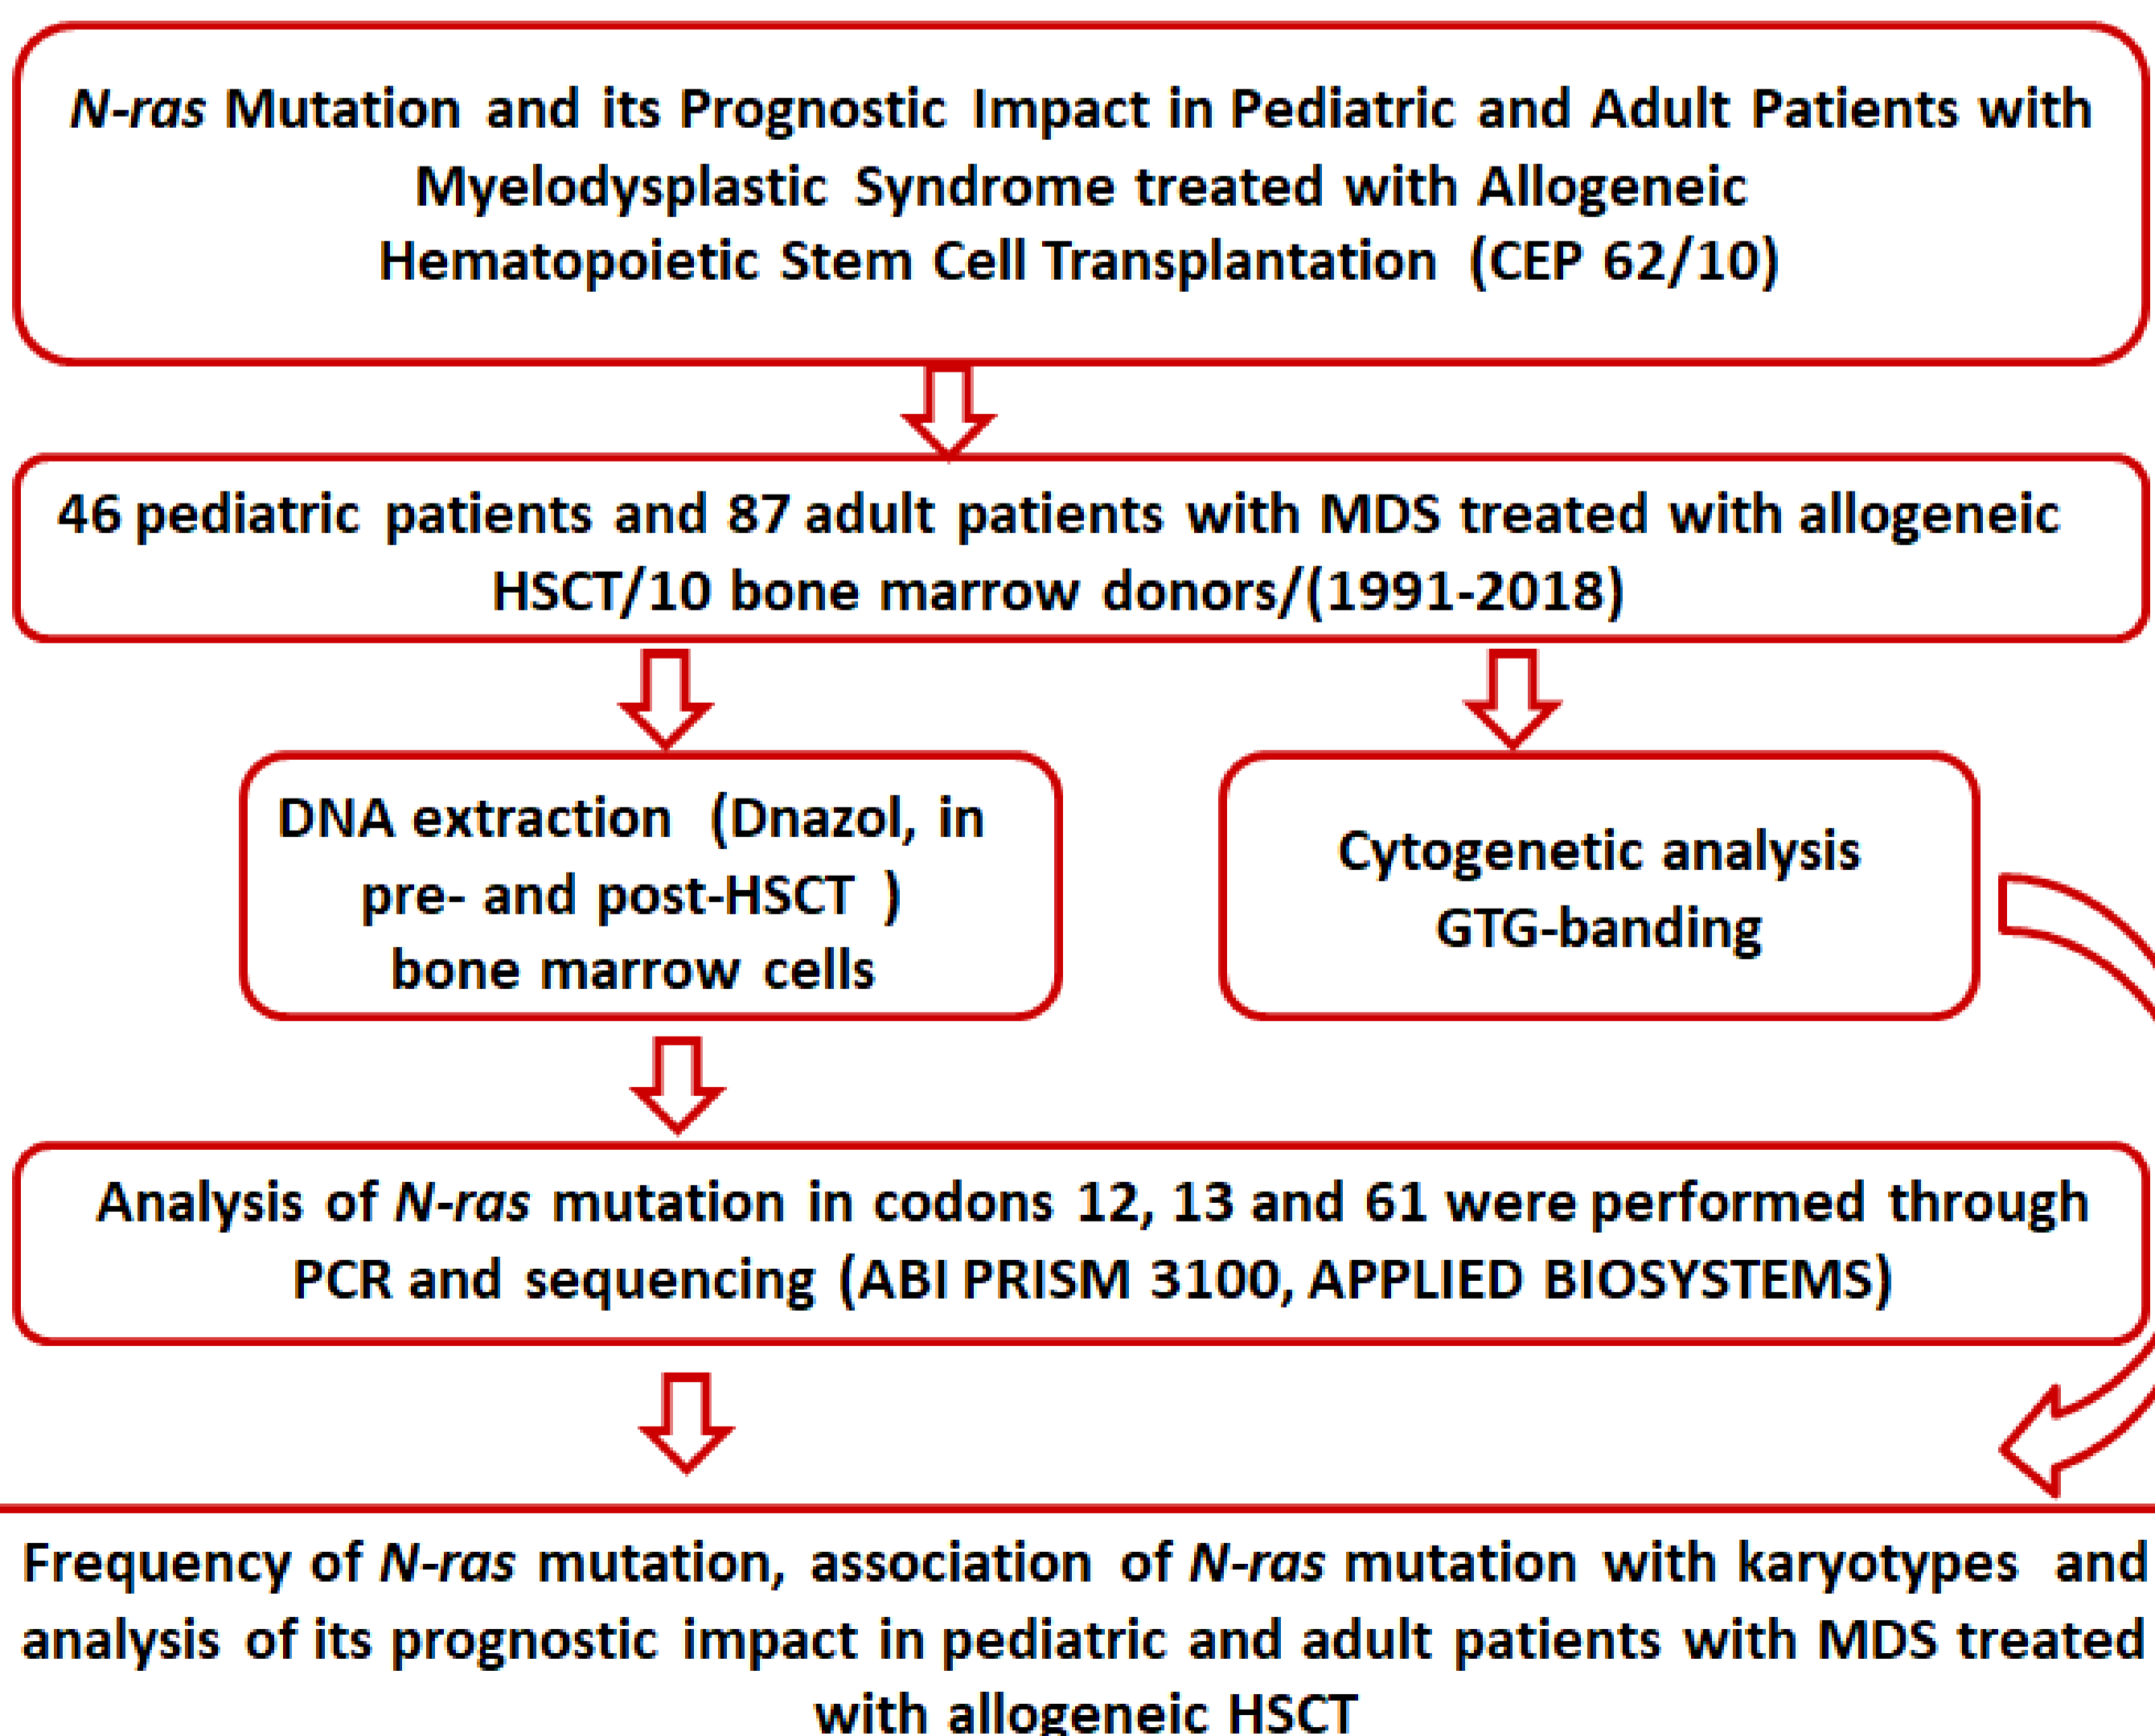 N-ras Mutation and its Prognostic Impact in Pediatric and Adult Patients with
Myelodysplastic Syndrome treated with Allogeneic
Hematopoietic Stem Cell Transplantation (CEP 62/10)
46 pediatric patients and 87 adult patients with MDS treated with allogeneic
HSCT/10 bone marrow donors/(1991-2018)
DNA extraction (Dnazol, in
pre- and post-HSCT )
bone marrow cells
Cytogenetic analysis
GTG-banding
Analysis of N-ras mutation in codons 12, 13 and 61 were performed through
PCR and sequencing (ABI PRISM 3100, APPLIED BIOSYSTEMS)
Frequency of N-ras mutation, association of N-ras mutation with karyotypes and
analysis of its prognostic impact in pediatric and adult patients with MDS treated
with allogeneic HSCT